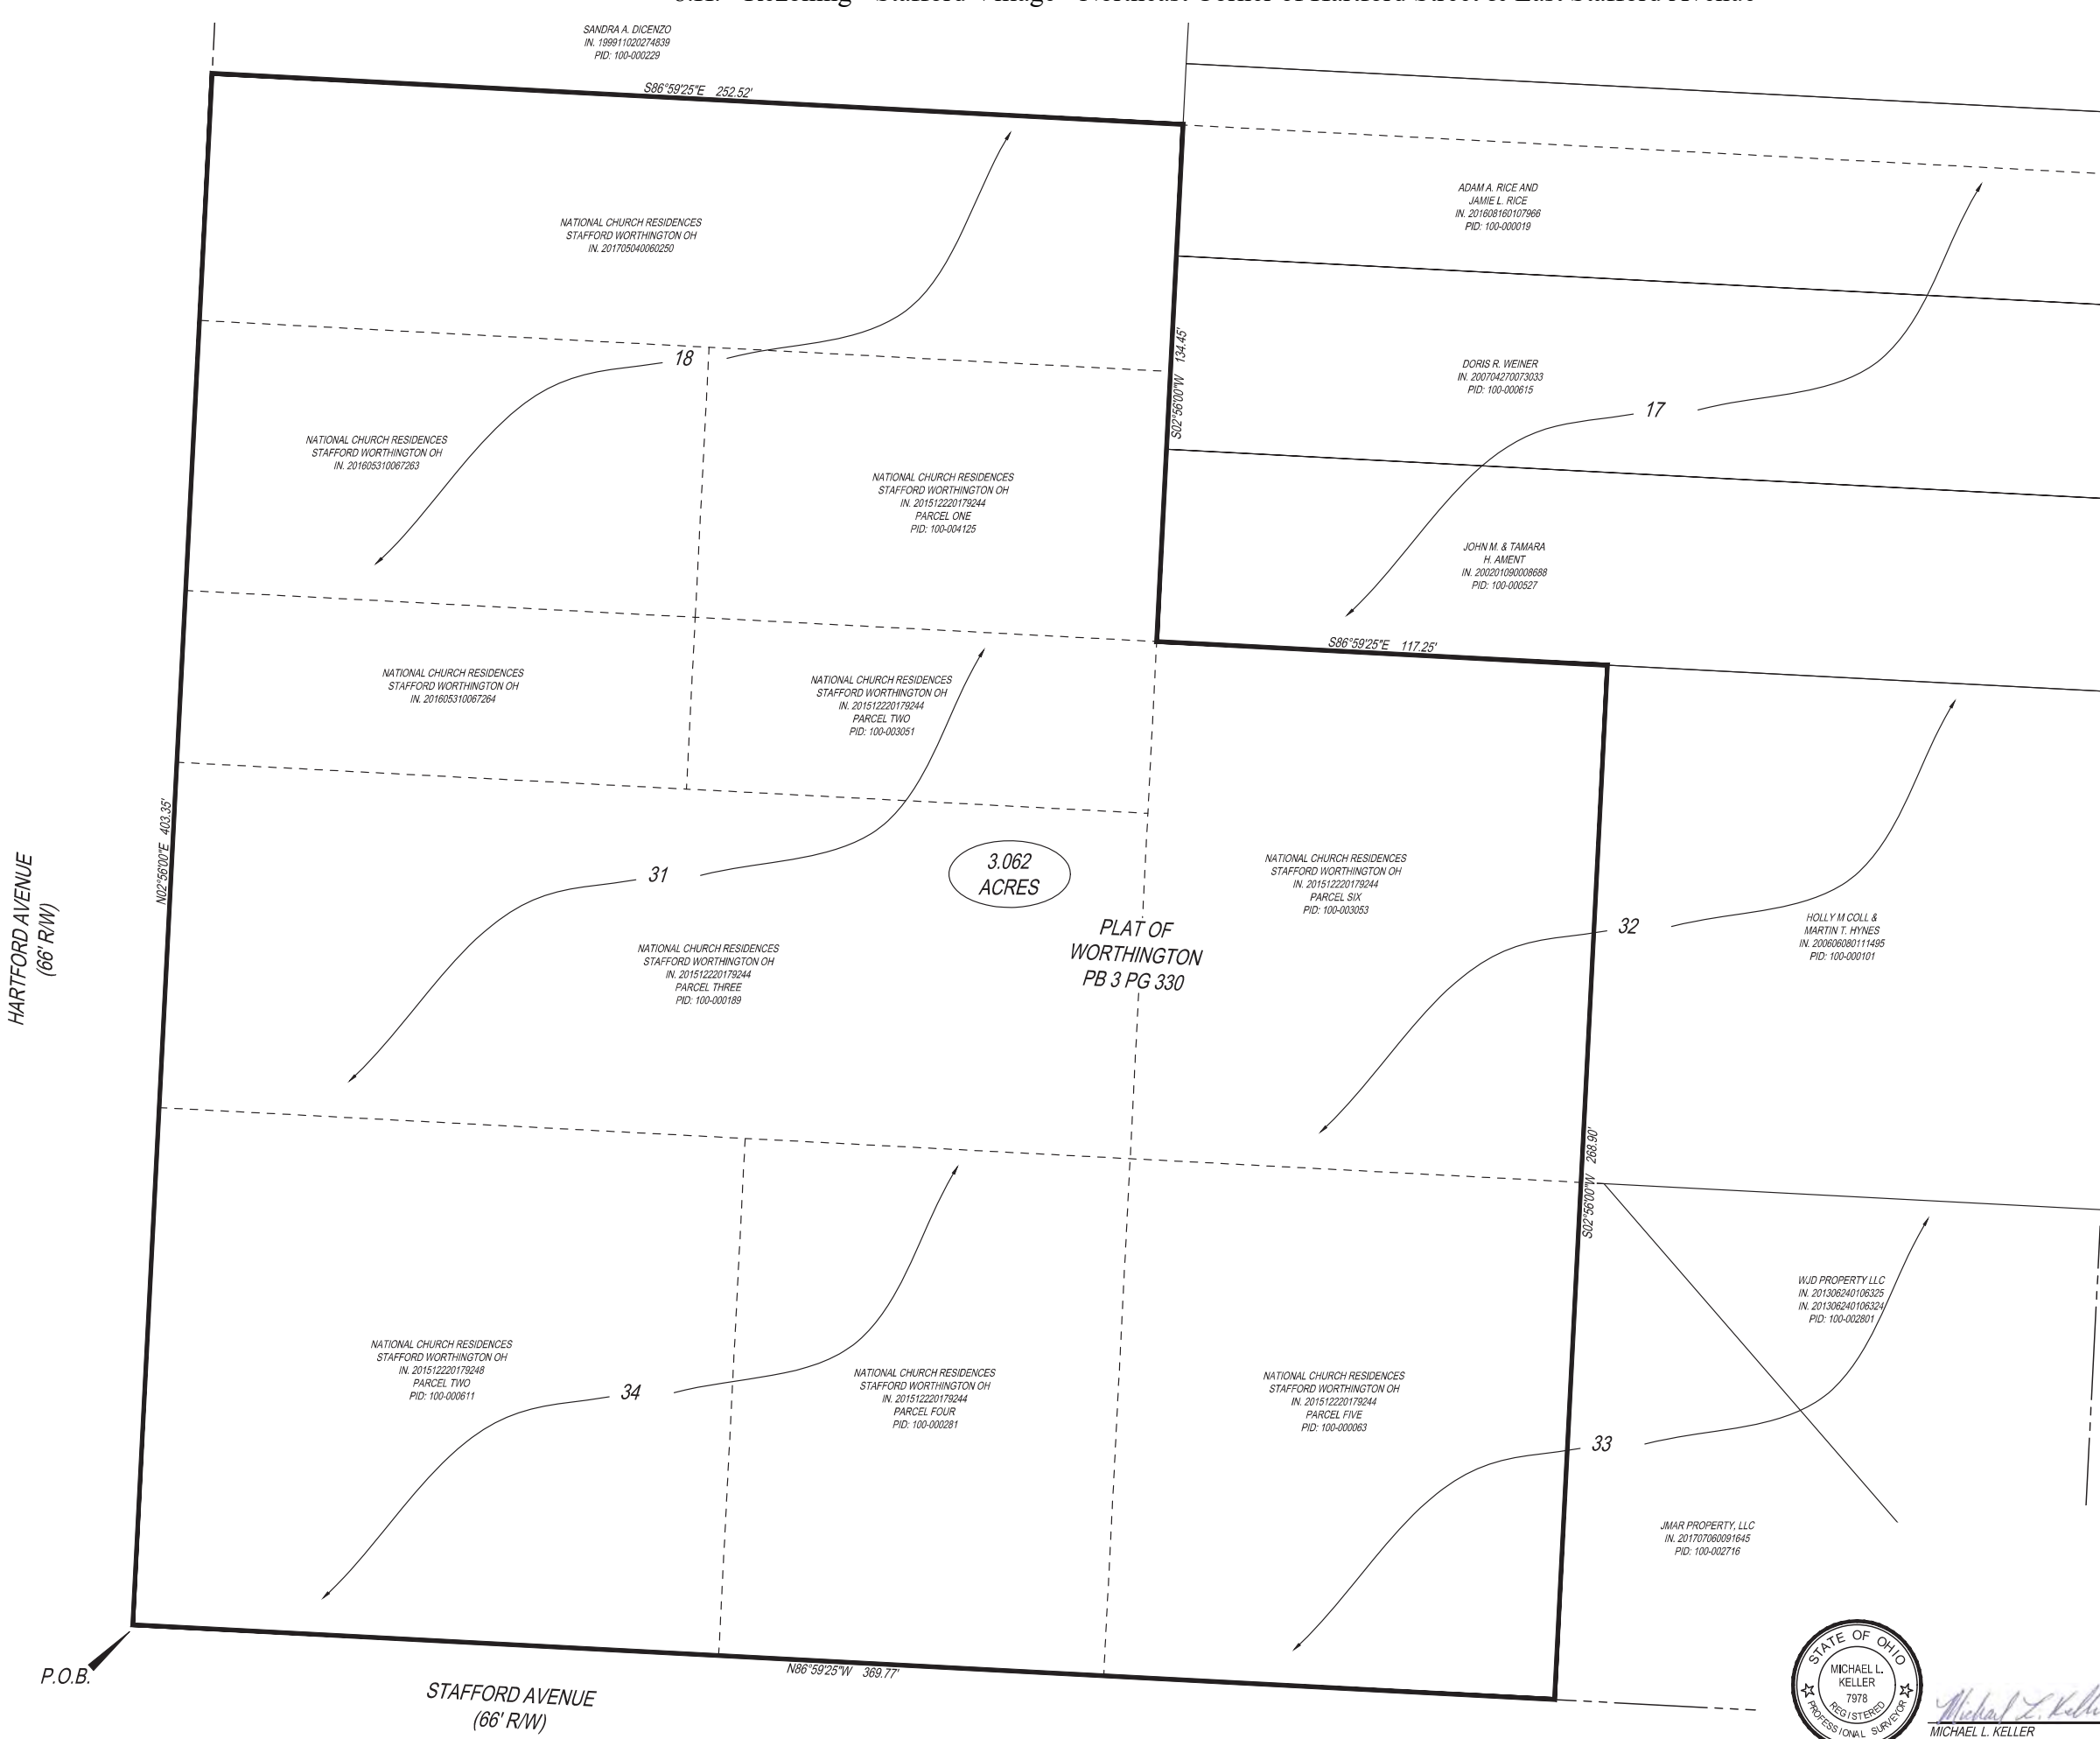 SANDRA A. DICENZO
IN. 199911020274839
PID: 100-000229
S86°59'25"E 252.52'
NATIONAL CHURCH RESIDENCES
STAFFORD WORTHINGTON OH
IN. 201705040060250
ADAM A. RICE AND
JAMIE L. RICE
IN. 201608160107966
PID: 100-000019
18
S02°56'00"W 134.45'
DORIS R. WEINER
IN. 200704270073033
PID: 100-000615
17
NATIONAL CHURCH RESIDENCES
STAFFORD WORTHINGTON OH
IN. 201605310067263
NATIONAL CHURCH RESIDENCES
STAFFORD WORTHINGTON OH
IN. 201512220179244
PARCEL ONE
PID: 100-004125
JOHN M. & TAMARA
H. AMENT
IN. 200201090008688
PID: 100-000527
S86°59'25"E 117.25'
NATIONAL CHURCH RESIDENCES
STAFFORD WORTHINGTON OH
IN. 201605310067264
NATIONAL CHURCH RESIDENCES
STAFFORD WORTHINGTON OH
IN. 201512220179244
PARCEL TWO
PID: 100-003051
N02°56'00"E 403.35'
HARTFORD AVENUE
(66' R/W)
31
3.062
ACRES
NATIONAL CHURCH RESIDENCES
STAFFORD WORTHINGTON OH
IN. 201512220179244
PARCEL SIX
PID: 100-003053
PLAT OF
WORTHINGTON
PB 3 PG 330
32
HOLLY M COLL &
MARTIN T. HYNES
IN. 200606080111495
PID: 100-000101
NATIONAL CHURCH RESIDENCES
STAFFORD WORTHINGTON OH
IN. 201512220179244
PARCEL THREE
PID: 100-000189
S02°56'00"W 268.90'
WJD PROPERTY LLC
IN. 201306240106325
IN. 201306240106324
PID: 100-002801
NATIONAL CHURCH RESIDENCES
STAFFORD WORTHINGTON OH
IN. 201512220179248
PARCEL TWO
PID: 100-000611
34
NATIONAL CHURCH RESIDENCES
STAFFORD WORTHINGTON OH
IN. 201512220179244
PARCEL FOUR
PID: 100-000281
NATIONAL CHURCH RESIDENCES
STAFFORD WORTHINGTON OH
IN. 201512220179244
PARCEL FIVE
PID: 100-000063
33
JMAR PROPERTY, LLC
IN. 201707060091645
PID: 100-002716
P.O.B.
N86°59'25"W 369.77'
STAFFORD AVENUE
(66' R/W)
STATE OF OHIO
MICHAEL L.
KELLER
7978
REGISTERED
PROFESSIONAL SURVEYOR
Michael L. Kelle
MICHAEL L. KELLER